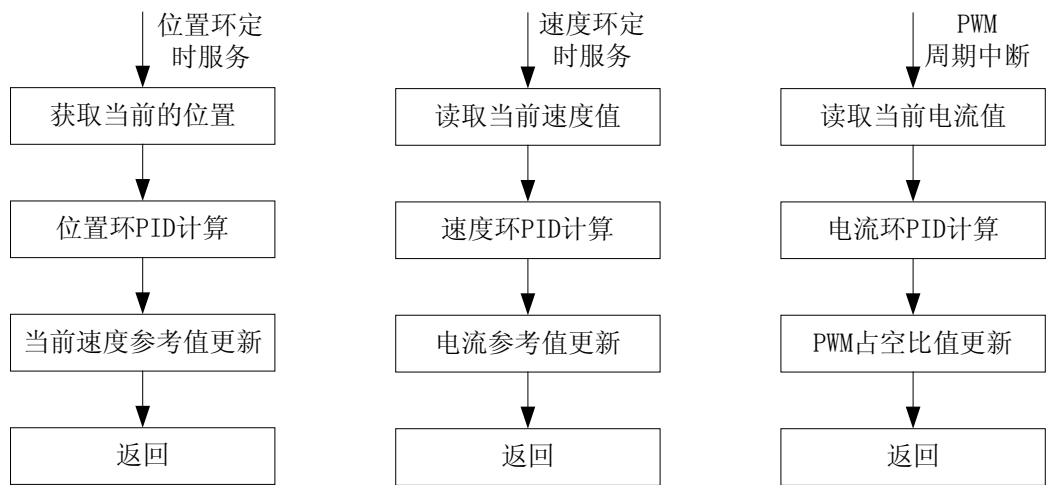 位置环定
时服务
获取当前的位置
位置环PID计算
当前速度参考值更新
返回
速度环定
时服务
读取当前速度值
速度环PID计算
电流参考值更新
返回
PWM
周期中断
读取当前电流值
电流环PID计算
PWM占空比值更新
返回